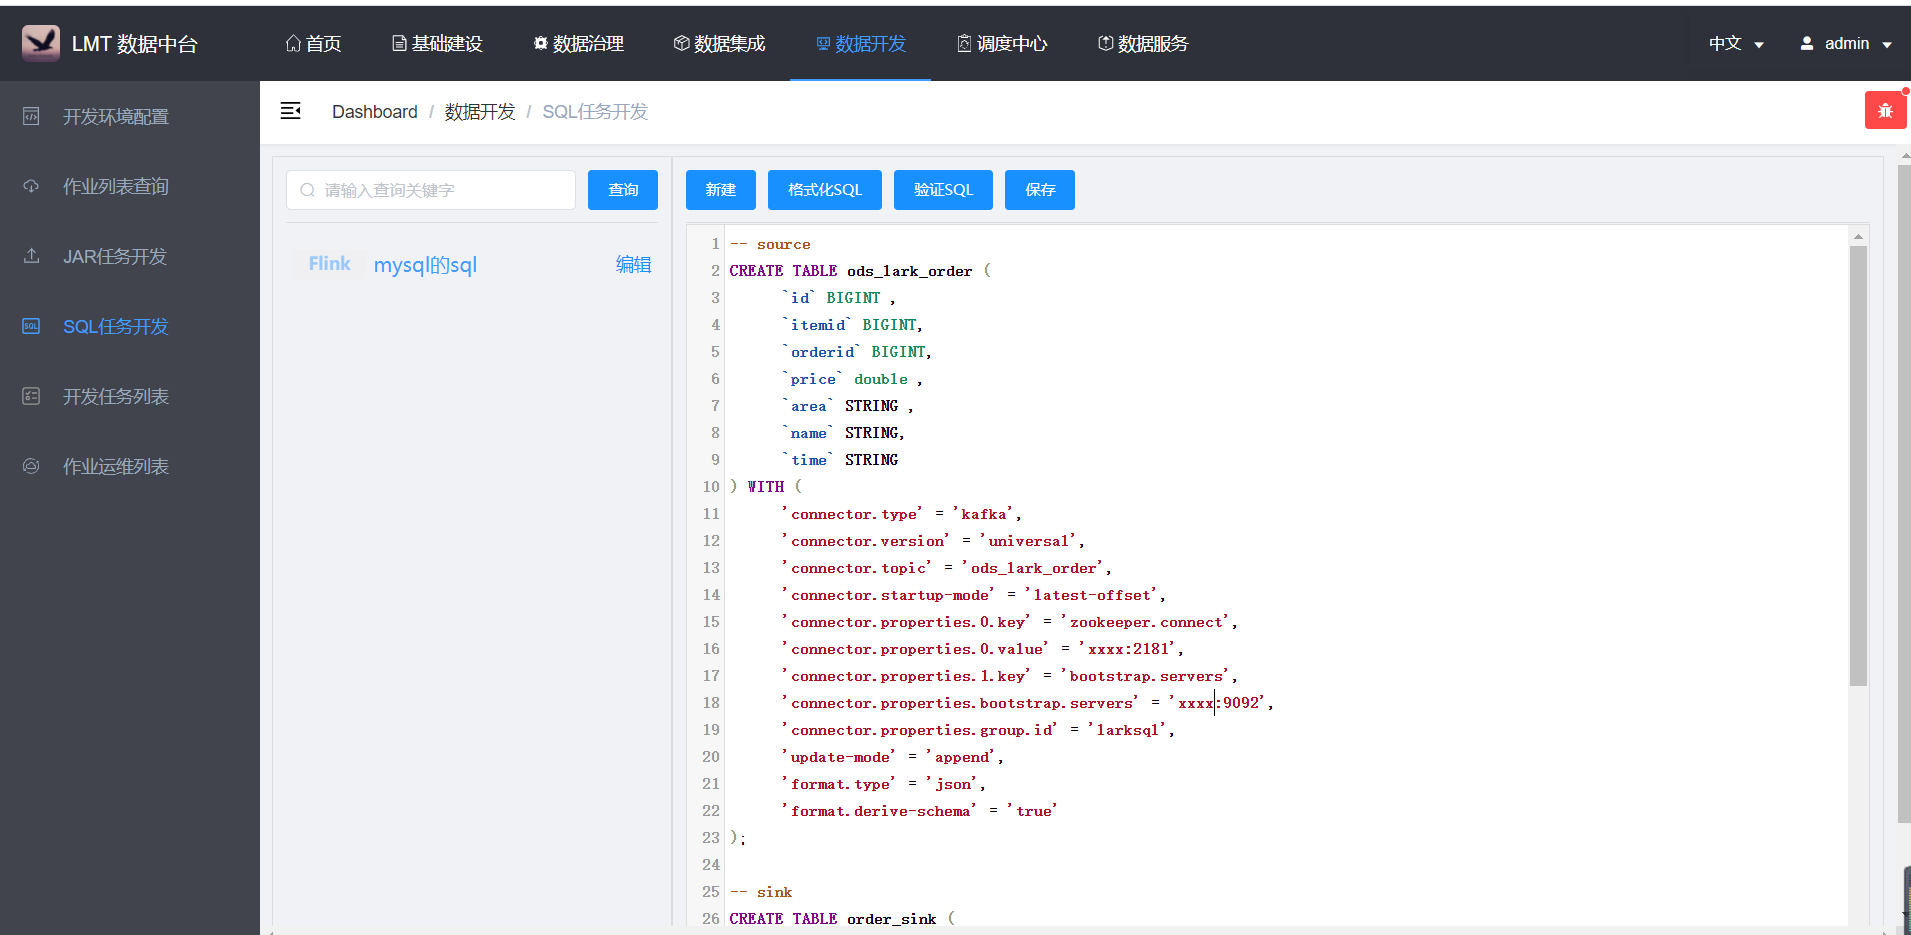 LMT 数据中台 首页 基础建设 数据治理 数据集成 数据开发 调度中心 数据服务 中文 admin
开发环境配置
作业列表查询
JAR任务开发
SQL任务开发
开发任务列表
作业运维列表
Dashboard / 数据开发 / SQL任务开发
请输入查询关键字 查询
Flink mysql的sql 编辑
新建 格式化SQL 验证SQL 保存
1 -- source
2 CREATE TABLE ods_lark_order (
3 `id` BIGINT ,
4 `itemid` BIGINT,
5 `orderid` BIGINT,
6 `price` double ,
7 `area` STRING ,
8 `name` STRING,
9 `time` STRING
10 ) WITH (
11 'connector.type' = 'kafka',
12 'connector.version' = 'universal',
13 'connector.topic' = 'ods_lark_order',
14 'connector.startup-mode' = 'latest-offset',
15 'connector.properties.0.key' = 'zookeeper.connect',
16 'connector.properties.0.value' = 'xxxx:2181',
17 'connector.properties.1.key' = 'bootstrap.servers',
18 'connector.properties.bootstrap.servers' = 'xxxx:9092',
19 'connector.properties.group.id' = 'larksql',
20 'update-mode' = 'append',
21 'format.type' = 'json',
22 'format.derive-schema' = 'true'
23 );
24
25 -- sink
26 CREATE TABLE order_sink (